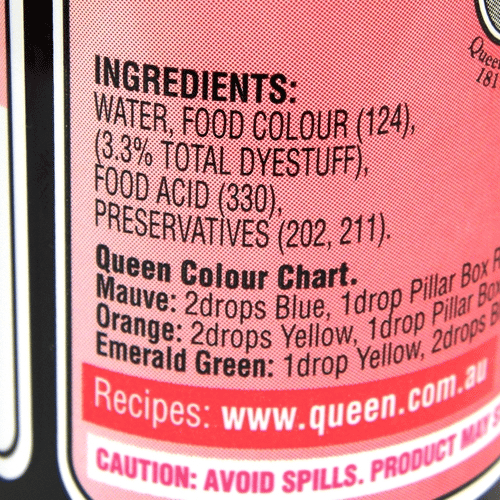 Queen
181
INGREDIENTS:
WATER, FOOD COLOUR (124),
(3.3% TOTAL DYESTUFF),
FOOD ACID (330),
PRESERVATIVES (202, 211).
Queen Colour Chart.
Mauve: 2drops Blue, 1drop Pillar Box
Orange: 2drops Yellow, 1drop Pillar Box
Emerald Green: 1drop Yellow, 2drops
Recipes: www.queen.com.au
CAUTION: AVOID SPILLS. PRODUCT MAY